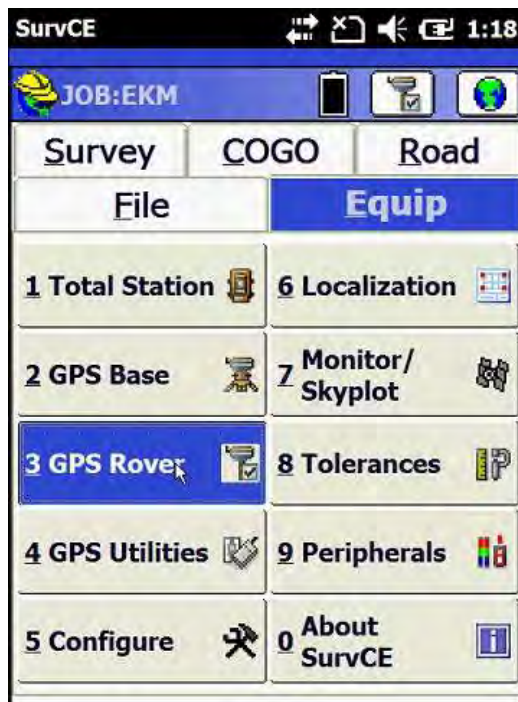 SurvCE 1:18
JOB:EKM
Survey COGO Road
File Equip
1 Total Station 6 Localization
2 GPS Base 7 Monitor/
Skyplot
3 GPS Rover 8 Tolerances
4 GPS Utilities 9 Peripherals
5 Configure 0 About
SurvCE